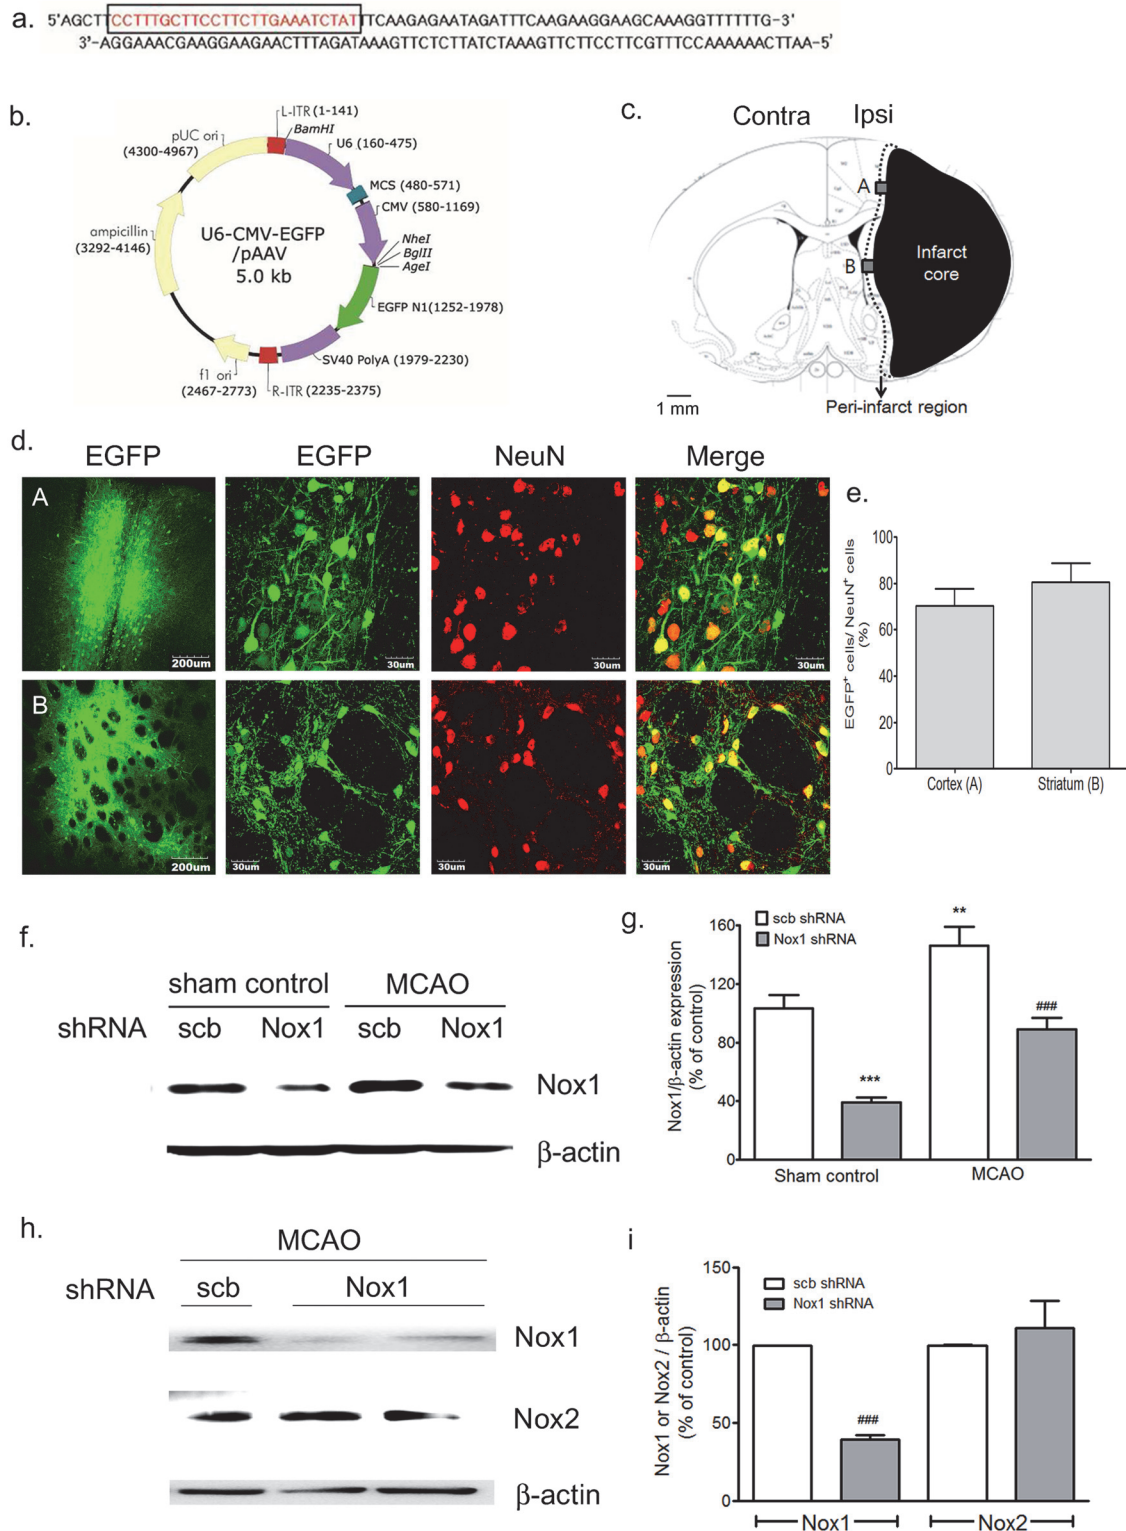 a.
5'AGCTTCCTTTGCTTCCTTCTTGAAATCTATTTCAAGAGAATAGATTTCAAGAAGGAAGCAAAGGTTTTTTG-3'
3'-AGGAAACGAAGGAAGAACTTTAGATAAAGTTCTCTTATCTAAAGTTCTTCCTTCGTTTCCAAAAAACTTAA-5'
b.
L-ITR (1-141)
BamHI
pUC ori
(4300-4967)
U6 (160-475)
MCS (480-571)
CMV (580-1169)
ampicillin
(3292-4146)
U6-CMV-EGFP
/pAAV
5.0 kb
NheI
BglII
AgeI
EGFP N1(1252-1978)
SV40 PolyA (1979-2230)
f1 ori
(2467-2773)
R-ITR (2235-2375)
c.
Contra Ipsi
A
B
Infarct
core
1 mm
Peri-infarct region
d.
EGFP EGFP NeuN Merge
A
200um 30um 30um 30um
B
200um 30um 30um 30um
e.
EGFP+ cells/ NeuN+ cells
(%)
100
80
60
40
20
0
Cortex (A) Striatum (B)
f.
sham control MCAO
shRNA scb Nox1 scb Nox1
Nox1
β-actin
g.
scb shRNA
Nox1 shRNA
Nox1/β-actin expression
(% of control)
160
120
80
40
0
***
**
###
Sham control MCAO
h.
MCAO
shRNA scb Nox1
Nox1
Nox2
β-actin
i
scb shRNA
Nox1 shRNA
Nox1 or Nox2 / β-actin
(% of control)
150
100
50
0
###
Nox1 Nox2